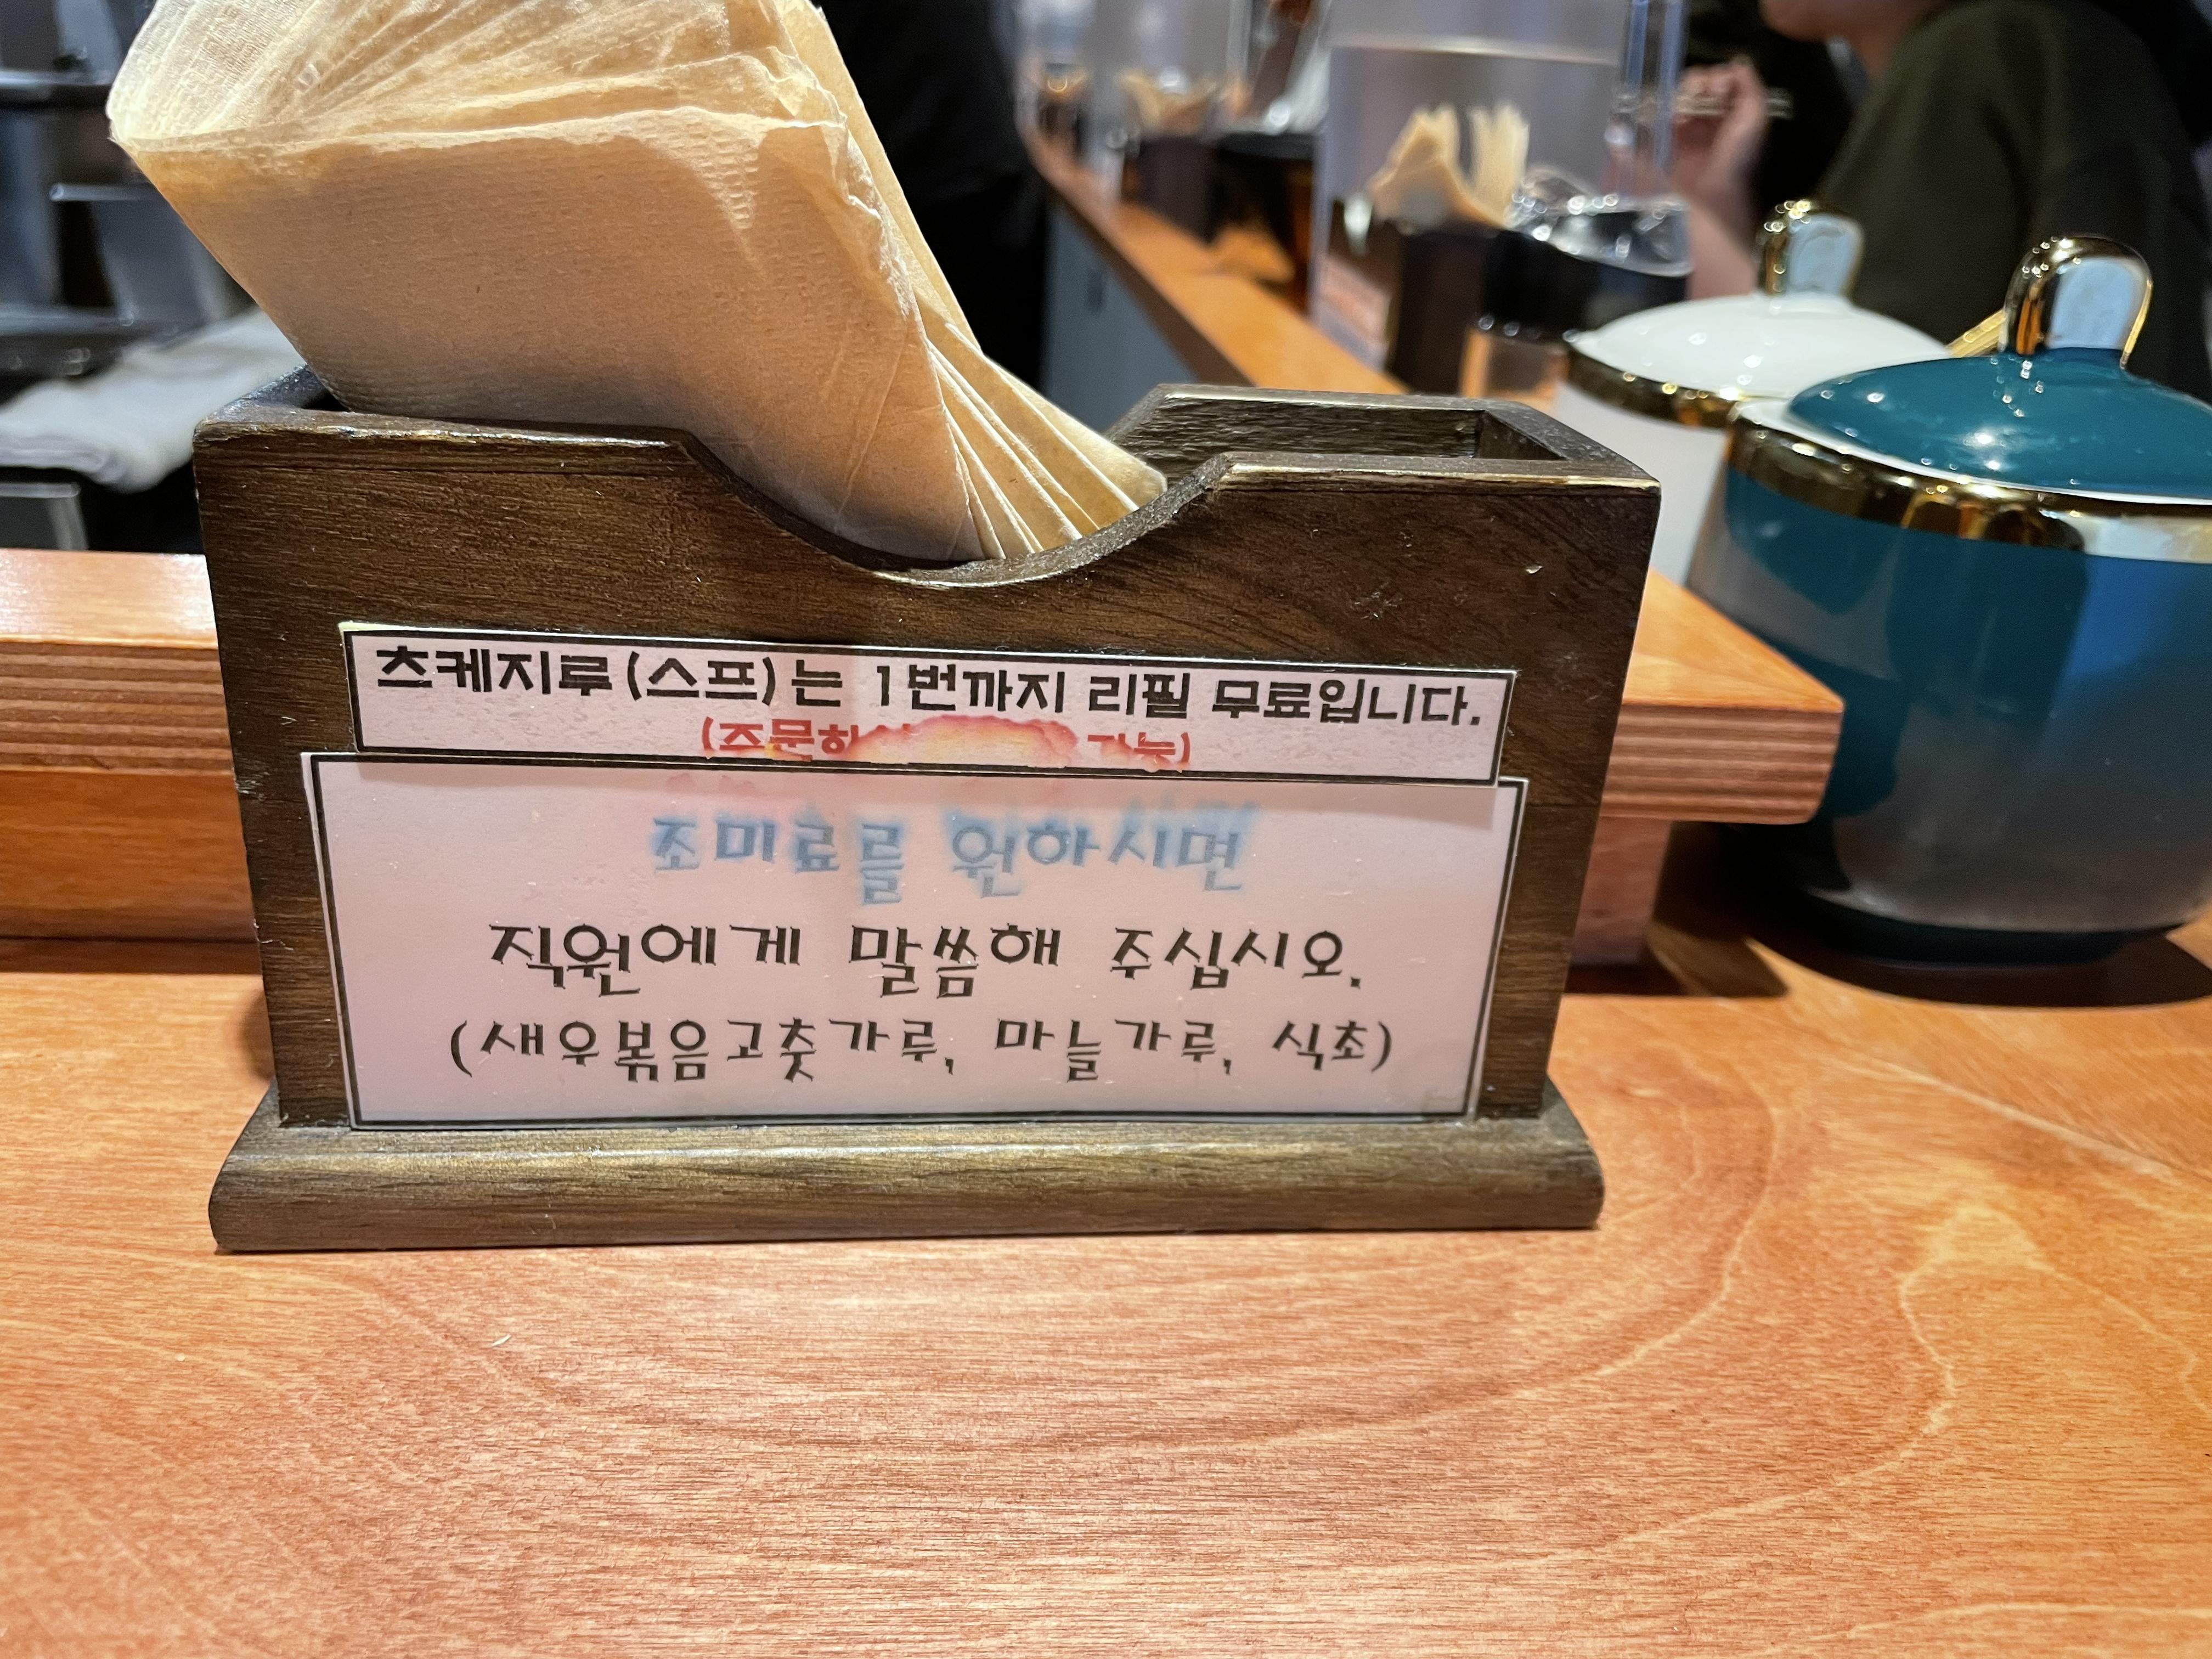 츠케지루(스프)는 1번까지 리필 무료입니다.
조미료를 원하시면
직원에게 말씀해 주십시오.
(새우볶음고춧가루, 마늘가루, 식초)